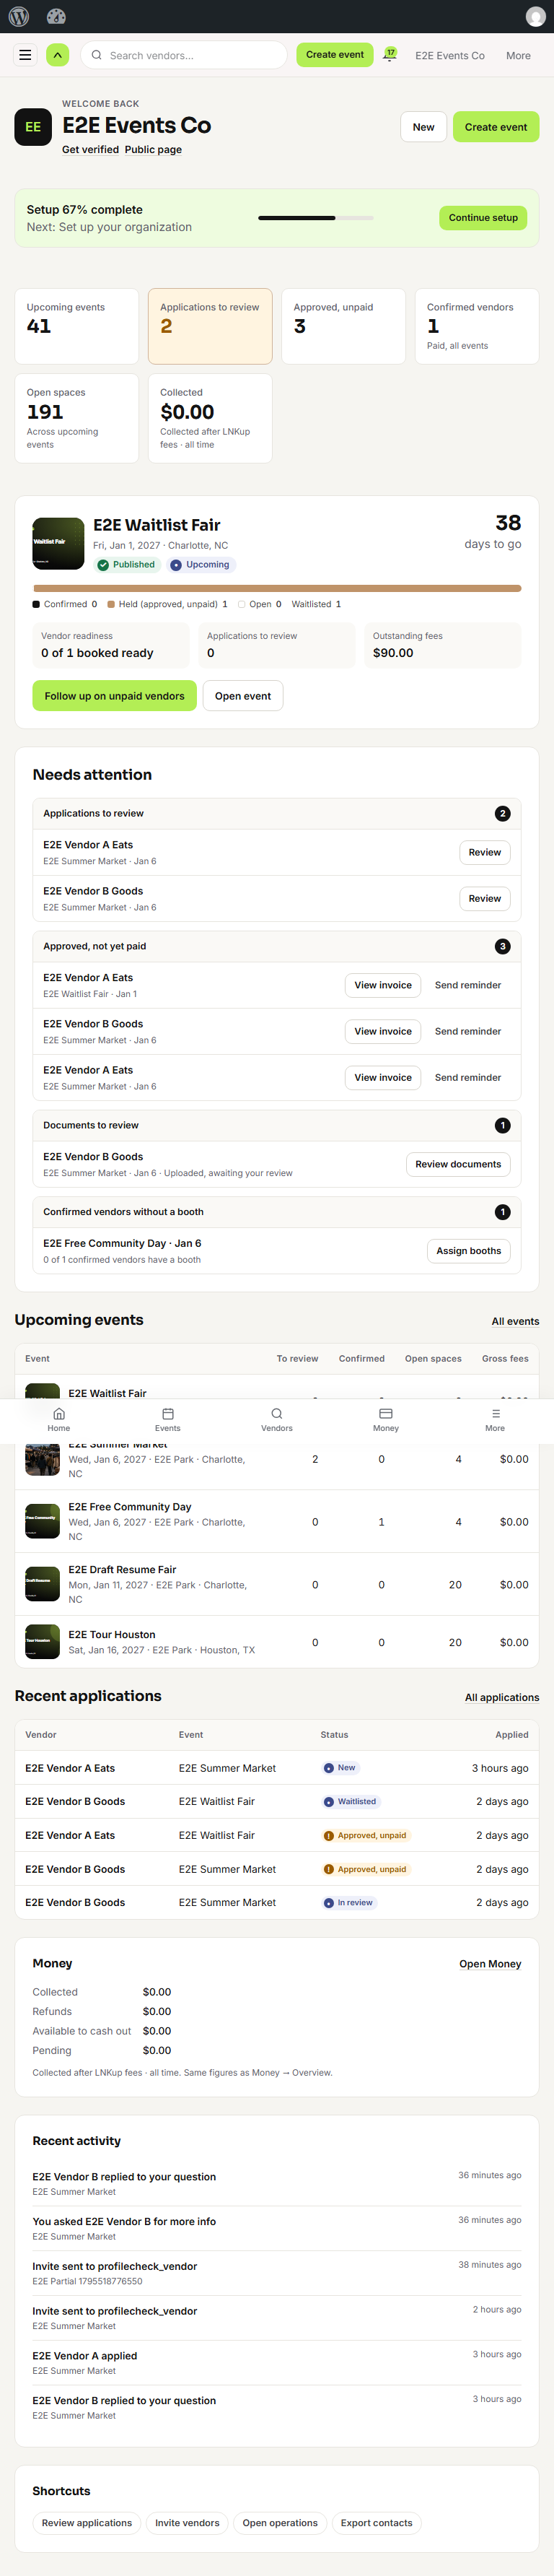 Search vendors...
Create event
17
E2E Events Co
More
EE
WELCOME BACK
E2E Events Co
Get verified Public page
New
Create event
Setup 67% complete
Next: Set up your organization
Continue setup
Upcoming events
41
Applications to review
2
Approved, unpaid
3
Confirmed vendors
1
Paid, all events
Open spaces
191
Across upcoming
events
Collected
$0.00
Collected after LNKup
fees · all time
Waitlist Fair
E2E Waitlist Fair
Fri, Jan 1, 2027 · Charlotte, NC
Published
Upcoming
38
days to go
Confirmed 0
Held (approved, unpaid) 1
Open 0
Waitlisted 1
Vendor readiness
0 of 1 booked ready
Applications to review
0
Outstanding fees
$90.00
Follow up on unpaid vendors
Open event
Needs attention
Applications to review
2
E2E Vendor A Eats
E2E Summer Market · Jan 6
Review
E2E Vendor B Goods
E2E Summer Market · Jan 6
Review
Approved, not yet paid
3
E2E Vendor A Eats
E2E Waitlist Fair · Jan 1
View invoice
Send reminder
E2E Vendor B Goods
E2E Summer Market · Jan 6
View invoice
Send reminder
E2E Vendor A Eats
E2E Summer Market · Jan 6
View invoice
Send reminder
Documents to review
1
E2E Vendor B Goods
E2E Summer Market · Jan 6 · Uploaded, awaiting your review
Review documents
Confirmed vendors without a booth
1
E2E Free Community Day · Jan 6
0 of 1 confirmed vendors have a booth
Assign booths
Upcoming events
All events
Event To review Confirmed Open spaces Gross fees
E2E Waitlist Fair
Home
Events
Vendors
Money
More
E2E Summer Market
Wed, Jan 6, 2027 · E2E Park · Charlotte,
NC
2 0 4 $0.00
Free Community
E2E Free Community Day
Wed, Jan 6, 2027 · E2E Park · Charlotte,
NC
0 1 4 $0.00
Draft Resume
E2E Draft Resume Fair
Mon, Jan 11, 2027 · E2E Park · Charlotte,
NC
0 0 20 $0.00
Tour Houston
E2E Tour Houston
Sat, Jan 16, 2027 · E2E Park · Houston, TX
0 0 20 $0.00
Recent applications
All applications
Vendor Event Status Applied
E2E Vendor A Eats E2E Summer Market New 3 hours ago
E2E Vendor B Goods E2E Waitlist Fair Waitlisted 2 days ago
E2E Vendor A Eats E2E Waitlist Fair Approved, unpaid 2 days ago
E2E Vendor B Goods E2E Summer Market Approved, unpaid 2 days ago
E2E Vendor B Goods E2E Summer Market In review 2 days ago
Money
Open Money
Collected $0.00
Refunds $0.00
Available to cash out $0.00
Pending $0.00
Collected after LNKup fees · all time. Same figures as Money → Overview.
Recent activity
E2E Vendor B replied to your question
36 minutes ago
E2E Summer Market
You asked E2E Vendor B for more info
36 minutes ago
E2E Summer Market
Invite sent to profilecheck_vendor
38 minutes ago
E2E Partial 1795518776550
Invite sent to profilecheck_vendor
2 hours ago
E2E Summer Market
E2E Vendor A applied
3 hours ago
E2E Summer Market
E2E Vendor B replied to your question
3 hours ago
E2E Summer Market
Shortcuts
Review applications
Invite vendors
Open operations
Export contacts